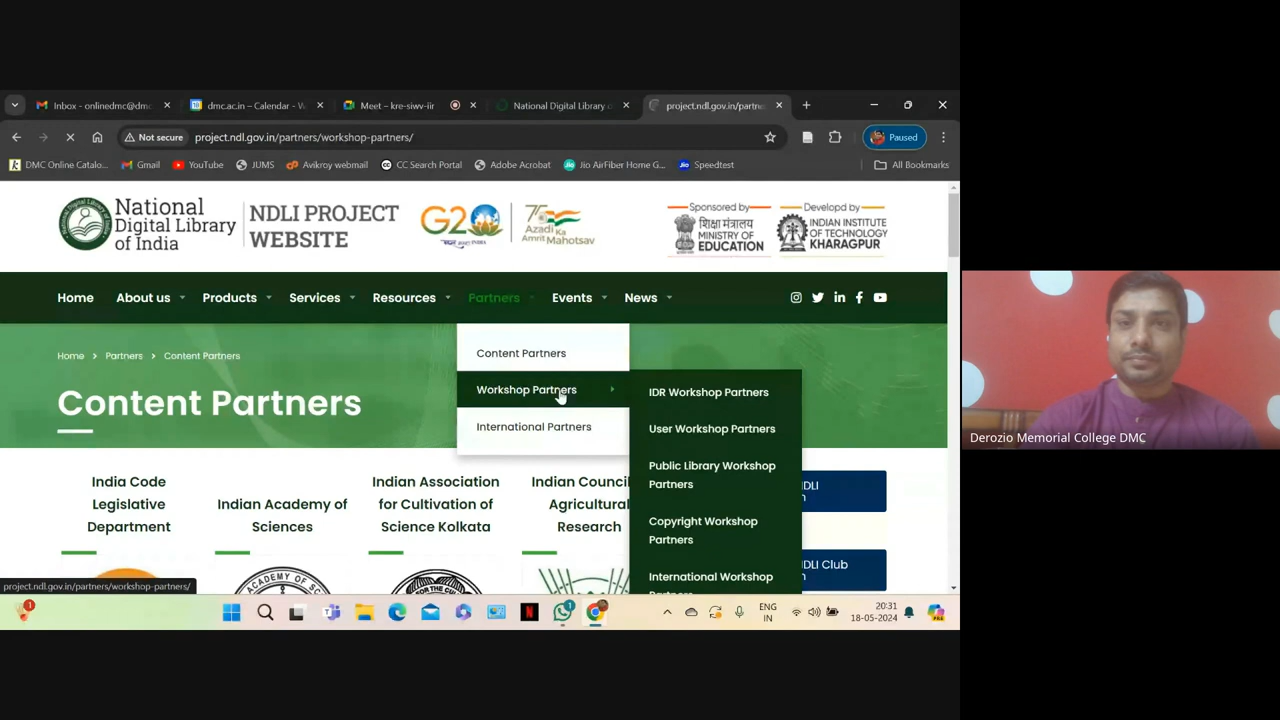 Inbox - onlinedmc@dmc
dmc.ac.in – Calendar - W
Meet – kre-siwv-iir
National Digital Library o
project.ndl.gov.in/partne
Not secure
project.ndl.gov.in/partners/workshop-partners/
Paused
DMC Online Catalo...
Gmail
YouTube
JUMS
Avikroy webmail
CC Search Portal
Adobe Acrobat
Jio AirFiber Home G...
Speedtest
All Bookmarks
National
Digital Library
of India
NDLI PROJECT
WEBSITE
G20
Azadi Ka
Amrit Mahotsav
Sponsored by
शिक्षा मंत्रालय
MINISTRY OF
EDUCATION
Developd by
INDIAN INSTITUTE
OF TECHNOLOGY
KHARAGPUR
Home
About us
Products
Services
Resources
Partners
Events
News
Home > Partners > Content Partners
Content Partners
Content Partners
Workshop Partners
International Partners
IDR Workshop Partners
User Workshop Partners
Public Library Workshop
Partners
Copyright Workshop
Partners
International Workshop
India Code
Legislative
Department
Indian Academy of
Sciences
Indian Association
for Cultivation of
Science Kolkata
Indian Council
Agricultural
Research
NDLI
NDLI Club
project.ndl.gov.in/partners/workshop-partners/
1
ENG
IN
20:31
18-05-2024
Derozio Memorial College DMC